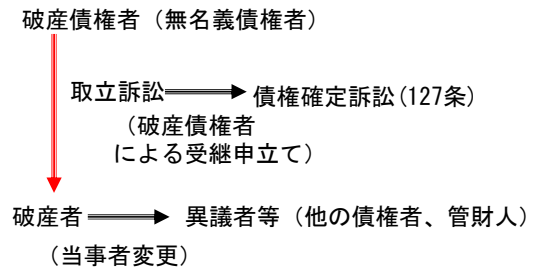 破産債権者（無名義債権者）
取立訴訟 債権確定訴訟(127条)
（破産債権者
による受継申立て）
破産者 異議者等（他の債権者、管財人）
（当事者変更）